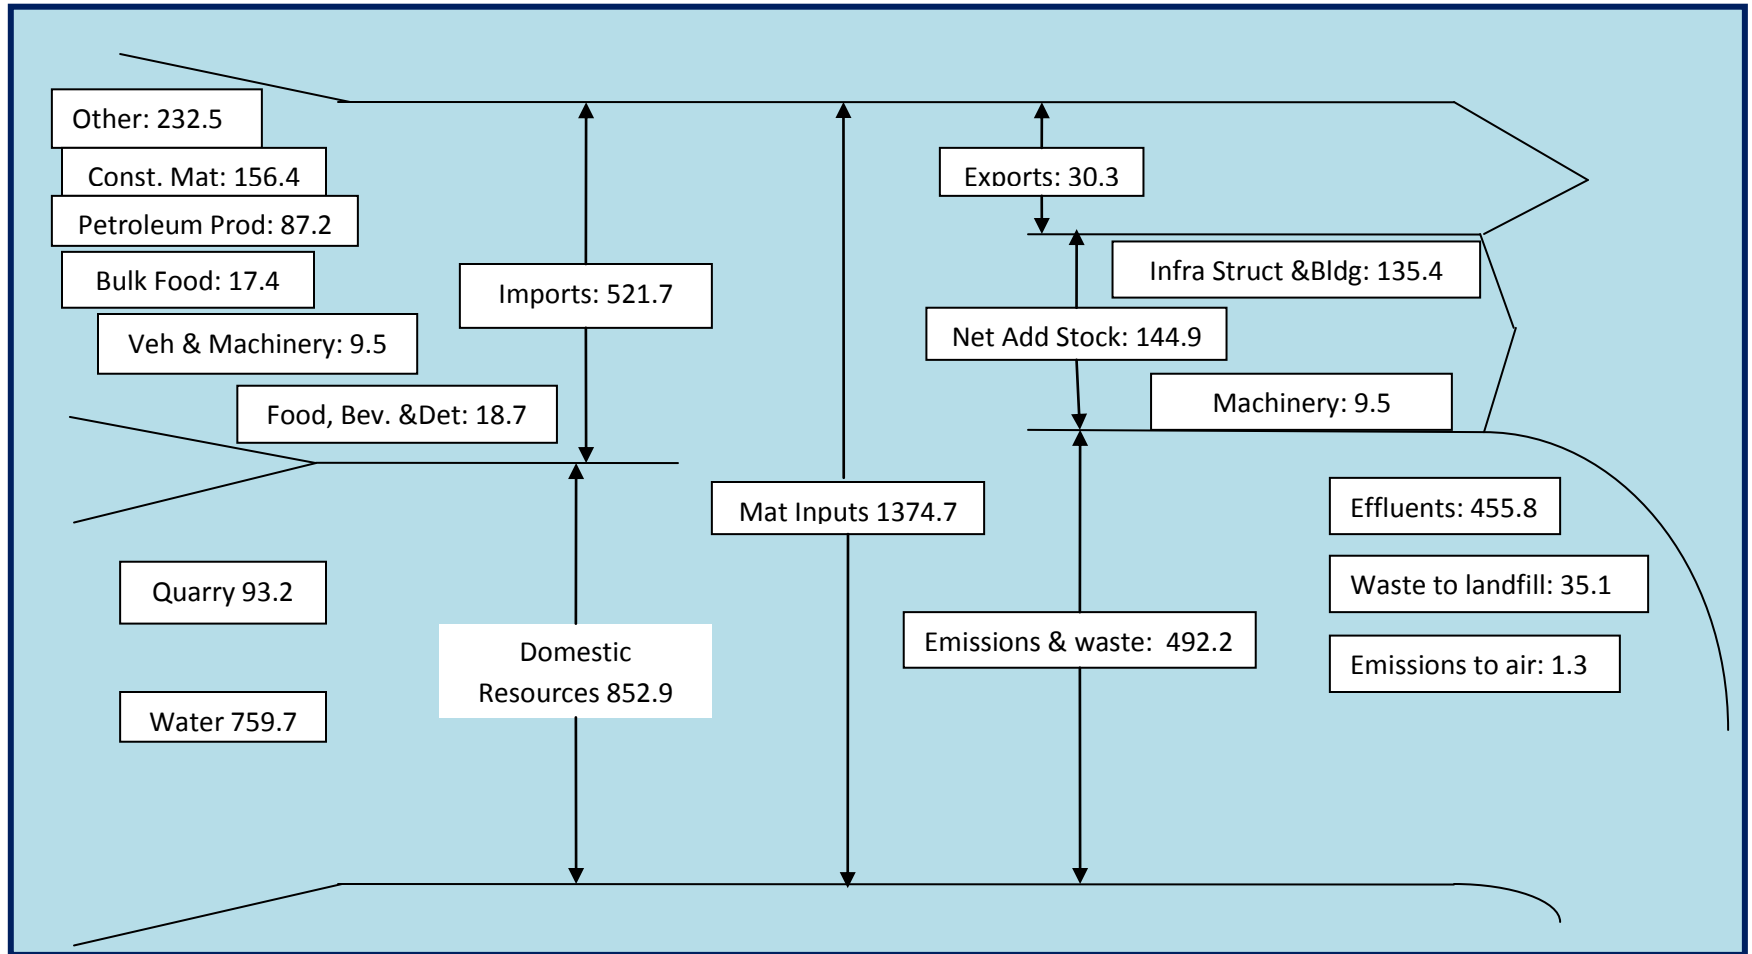 Other: 232.5
Const. Mat: 156.4
Petroleum Prod: 87.2
Bulk Food: 17.4
Veh & Machinery: 9.5
Food, Bev. &Det: 18.7
Imports: 521.7
Quarry 93.2
Water 759.7
Domestic
Resources 852.9
Mat Inputs 1374.7
Exports: 30.3
Infra Struct &Bldg: 135.4
Net Add Stock: 144.9
Machinery: 9.5
Emissions & waste:  492.2
Effluents: 455.8
Waste to landfill: 35.1
Emissions to air: 1.3